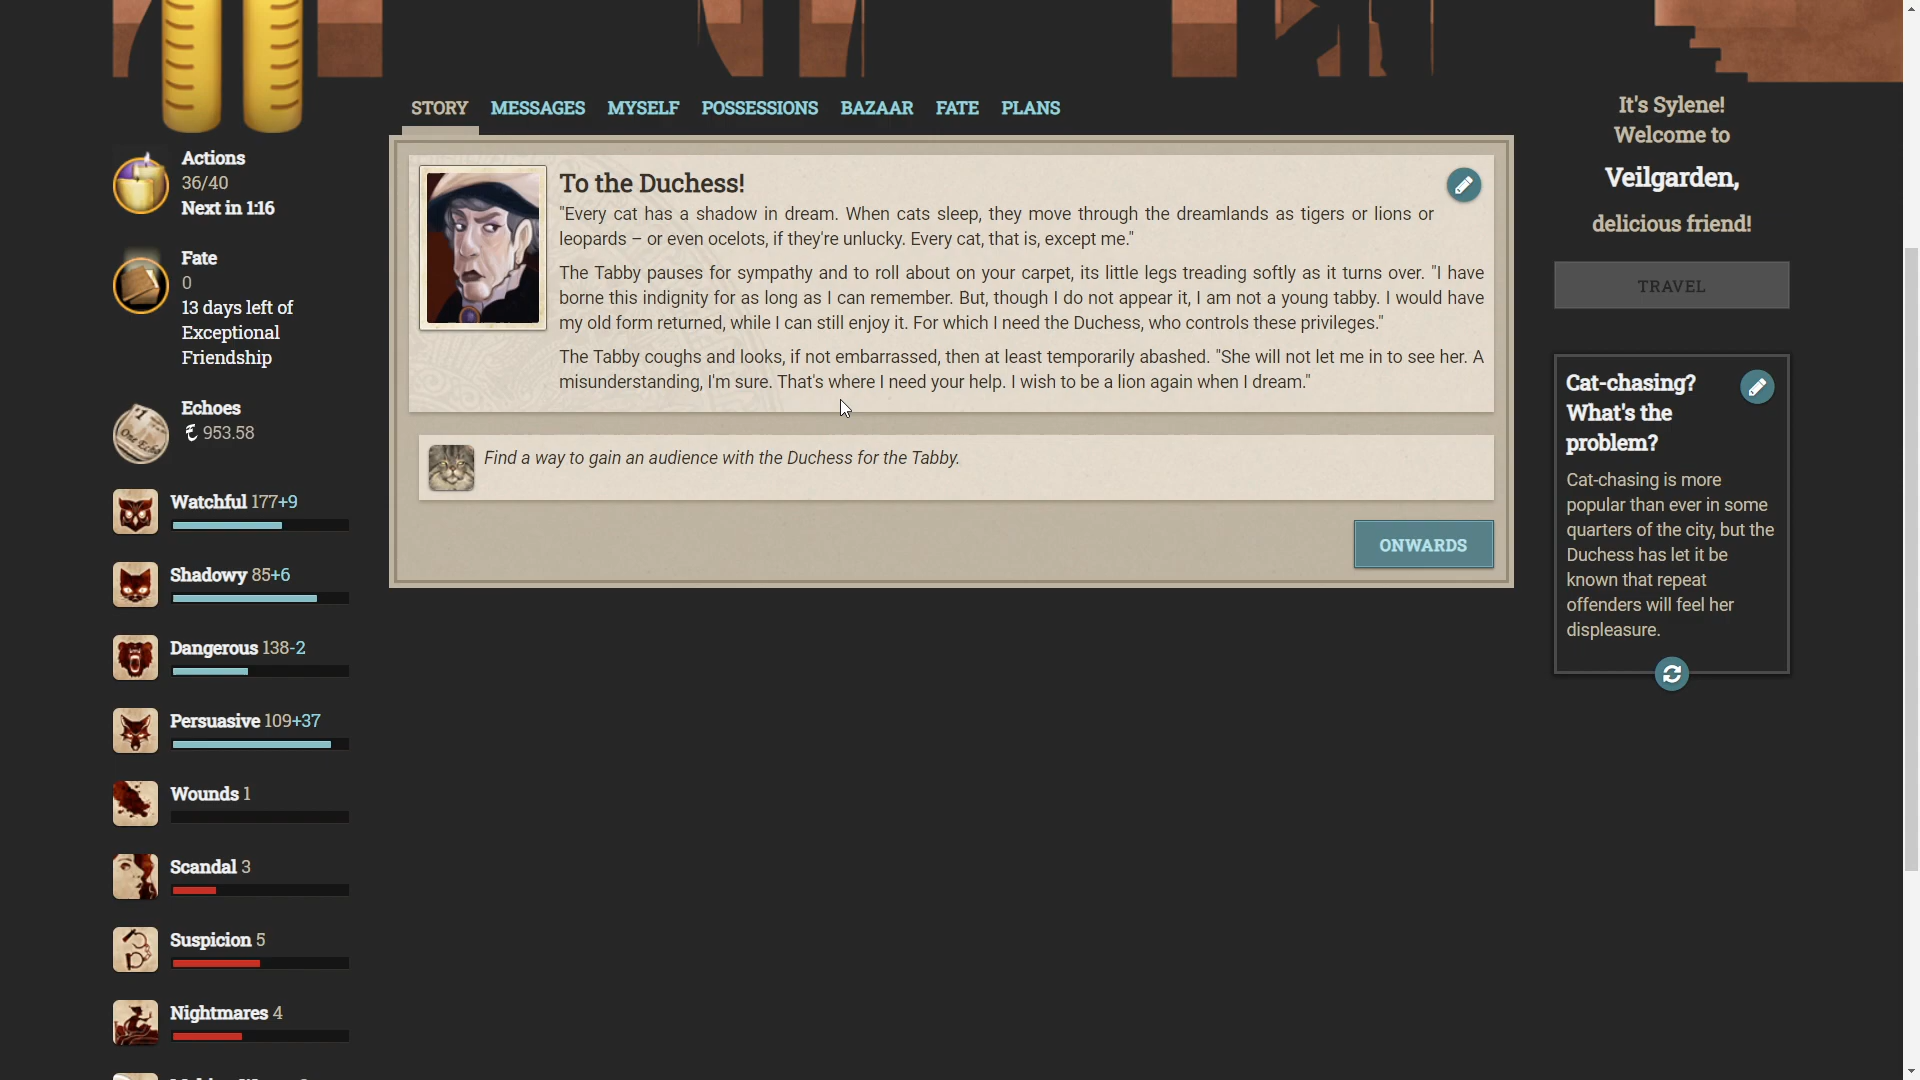 STORY MESSAGES MYSELF POSSESSIONS BAZAAR FATE PLANS
Actions
36/40
Next in 1:16
Fate
0
13 days left of
Exceptional
Friendship
Echoes
953.58
Watchful 177+9
Shadowy 85+6
Dangerous 138-2
Persuasive 109+37
Wounds 1
Scandal 3
Suspicion 5
Nightmares 4
To the Duchess!
"Every cat has a shadow in dream. When cats sleep, they move through the dreamlands as tigers or lions or
leopards – or even ocelots, if they're unlucky. Every cat, that is, except me."
The Tabby pauses for sympathy and to roll about on your carpet, its little legs treading softly as it turns over. "I have
borne this indignity for as long as I can remember. But, though I do not appear it, I am not a young tabby. I would have
my old form returned, while I can still enjoy it. For which I need the Duchess, who controls these privileges."
The Tabby coughs and looks, if not embarrassed, then at least temporarily abashed. "She will not let me in to see her. A
misunderstanding, I'm sure. That's where I need your help. I wish to be a lion again when I dream."
Find a way to gain an audience with the Duchess for the Tabby.
ONWARDS
It's Sylene!
Welcome to
Veilgarden,
delicious friend!
TRAVEL
Cat-chasing?
What's the
problem?
Cat-chasing is more
popular than ever in some
quarters of the city, but the
Duchess has let it be
known that repeat
offenders will feel her
displeasure.